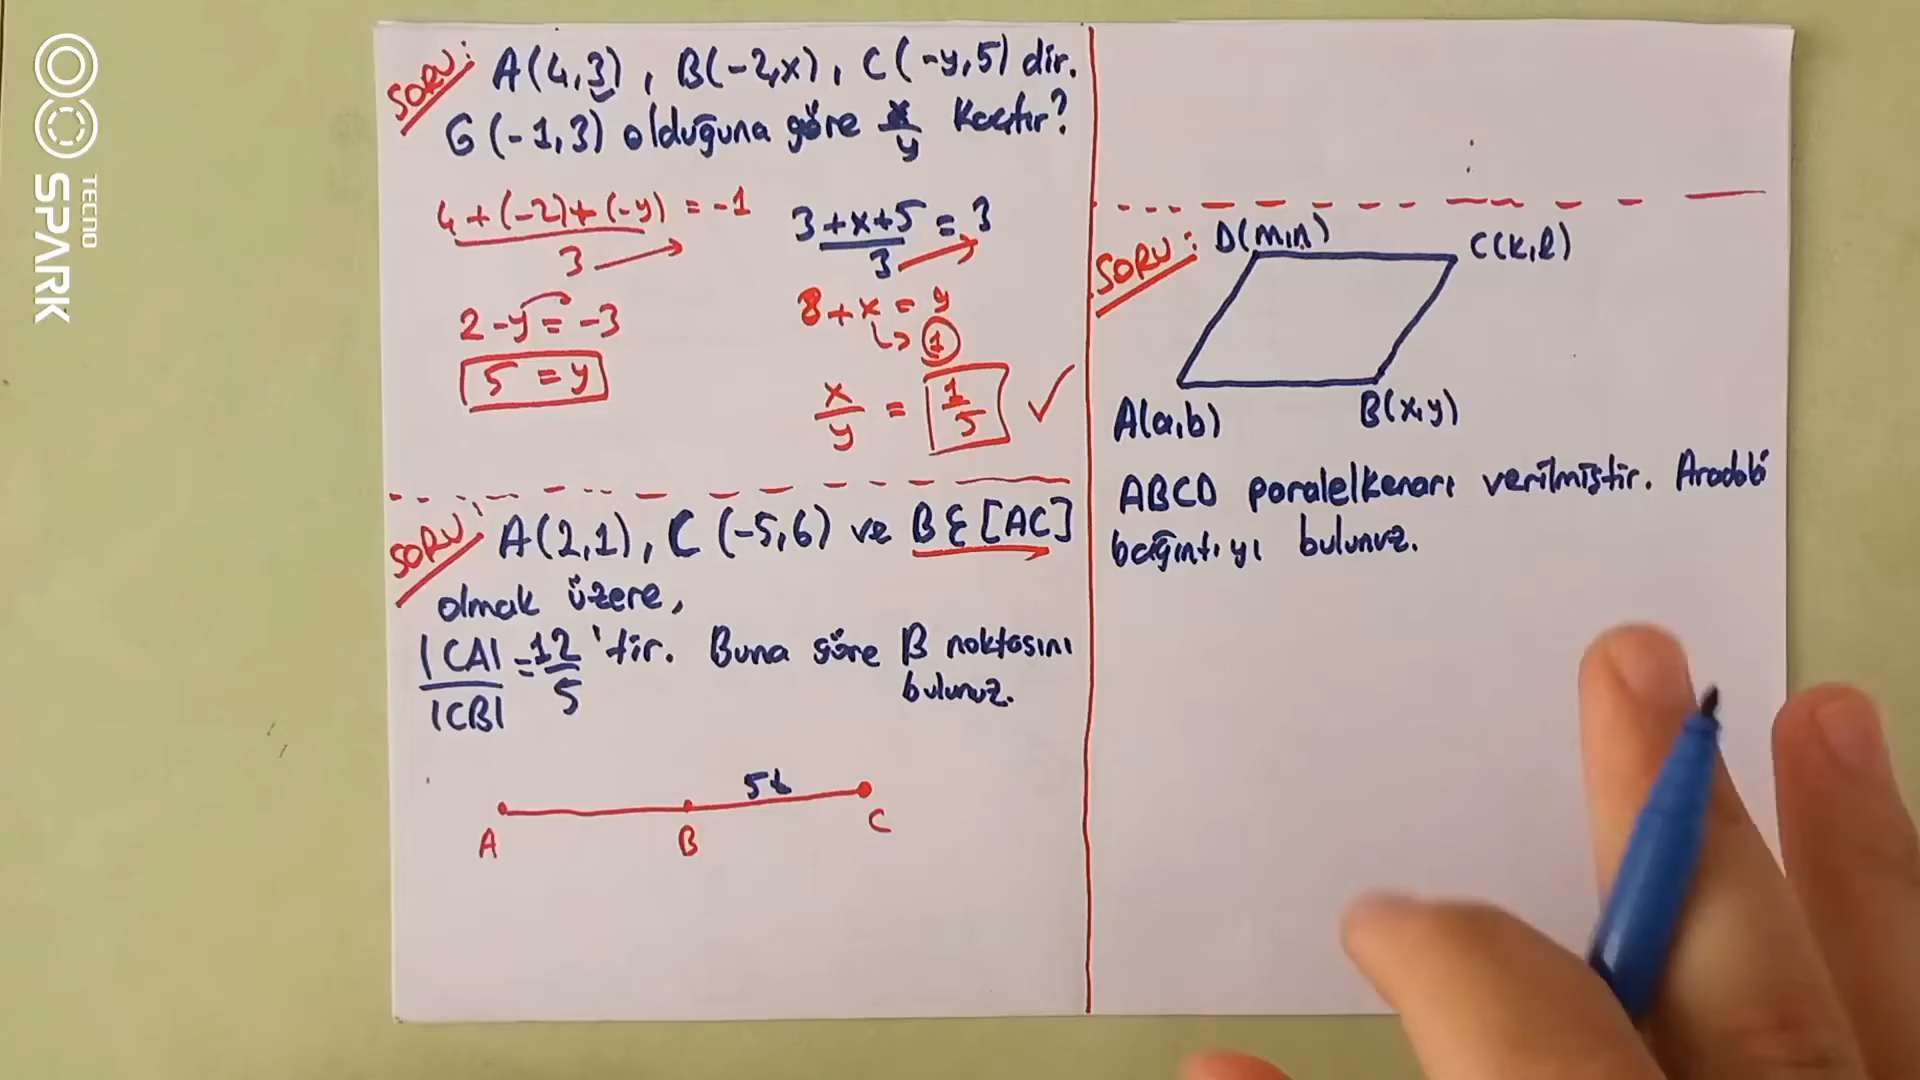 SORU: A(4,3), B(-2,x), C(-y,5) dir.
G(-1,3) olduğuna göre x/y kaçtır?
4+(-2)+(-y)/3 = -1
2-y = -3
5 = y
3+x+5/3 = 3
8+x = 9
↳ 1
x/y = 1/5 ✓
SORU: A(2,1), C(-5,6) ve B ∈ [AC]
olmak üzere,
|CA|/|CB| = 12/5 'tir. Buna göre B noktasını
bulunuz.
5k
A B C
SORU: D(m,n) C(k,l)
A(a,b) B(x,y)
ABCD paralelkenarı verilmiştir. Aradaki
bağıntıyı bulunuz.
TECNO
SPARK